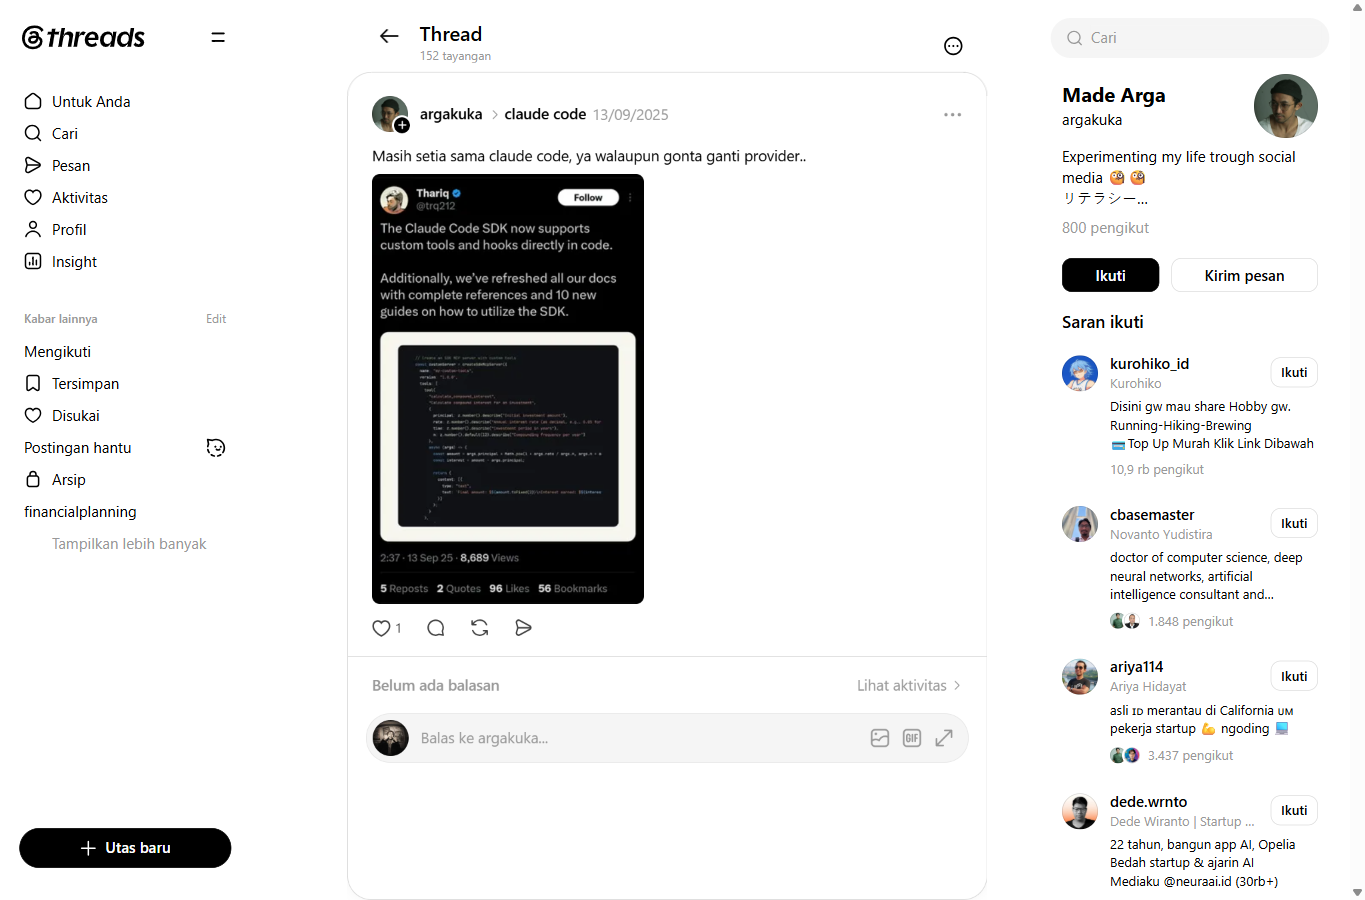 threads
Untuk Anda
Cari
Pesan
Aktivitas
Profil
Insight
Kabar lainnya
Edit
Mengikuti
Tersimpan
Disukai
Postingan hantu
Arsip
financialplanning
Tampilkan lebih banyak
Utas baru
Thread
152 tayangan
argakuka > claude code 13/09/2025
Masih setia sama claude code, ya walaupun gonta ganti provider..
Thariq
@trq212
Follow
The Claude Code SDK now supports
custom tools and hooks directly in code.
Additionally, we've refreshed all our docs
with complete references and 10 new
guides on how to utilize the SDK.
2:37 · 13 Sep 25 · 8,689 Views
5 Reposts 2 Quotes 96 Likes 56 Bookmarks
1
Belum ada balasan
Lihat aktivitas
Balas ke argakuka...
GIF
Cari
Made Arga
argakuka
Experimenting my life trough social
media
リテラシー...
800 pengikut
Ikuti
Kirim pesan
Saran ikuti
kurohiko_id
Kurohiko
Ikuti
Disini gw mau share Hobby gw.
Running-Hiking-Brewing
Top Up Murah Klik Link Dibawah
10,9 rb pengikut
cbasemaster
Novanto Yudistira
Ikuti
doctor of computer science, deep
neural networks, artificial
intelligence consultant and...
1.848 pengikut
ariya114
Ariya Hidayat
Ikuti
asli ɪᴅ merantau di California ᴜᴍ
pekerja startup 💪 ngoding 💻
3.437 pengikut
dede.wrnto
Dede Wiranto | Startup ...
Ikuti
22 tahun, bangun app AI, Opelia
Bedah startup & ajarin AI
Mediaku @neuraai.id (30rb+)